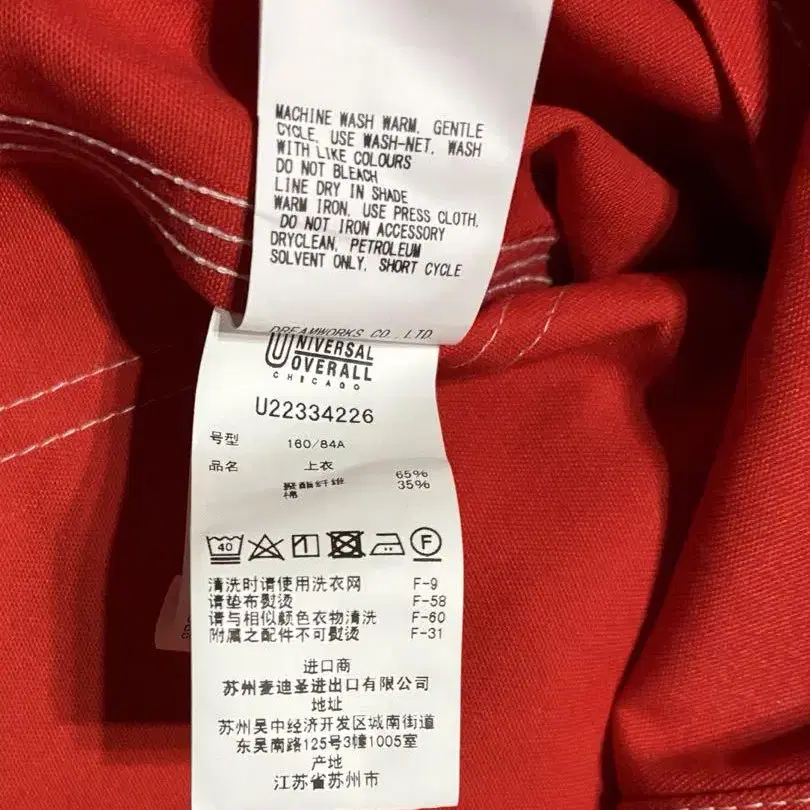 MACHINE WASH WARM, GENTLE
CYCLE, USE WASH-NET, WASH
WITH LIKE COLOURS
DO NOT BLEACH
LINE DRY IN SHADE
WARM IRON, USE PRESS CLOTH,
DO NOT IRON ACCESSORY
DRYCLEAN, PETROLEUM
SOLVENT ONLY, SHORT CYCLE
DREAMWORKS CO.,LTD.
UNIVERSAL
OVERALL
CHICAGO
U22334226
号型 160/84A
品名 上衣
聚酯纤维 65%
棉 35%
40 F
清洗时请使用洗衣网 F-9
请垫布熨烫 F-58
请与相似颜色衣物清洗 F-60
附属之配件不可熨烫 F-31
进口商
苏州麦迪圣进出口有限公司
地址
苏州吴中经济开发区城南街道
东吴南路125号3幢1005室
产地
江苏省苏州市